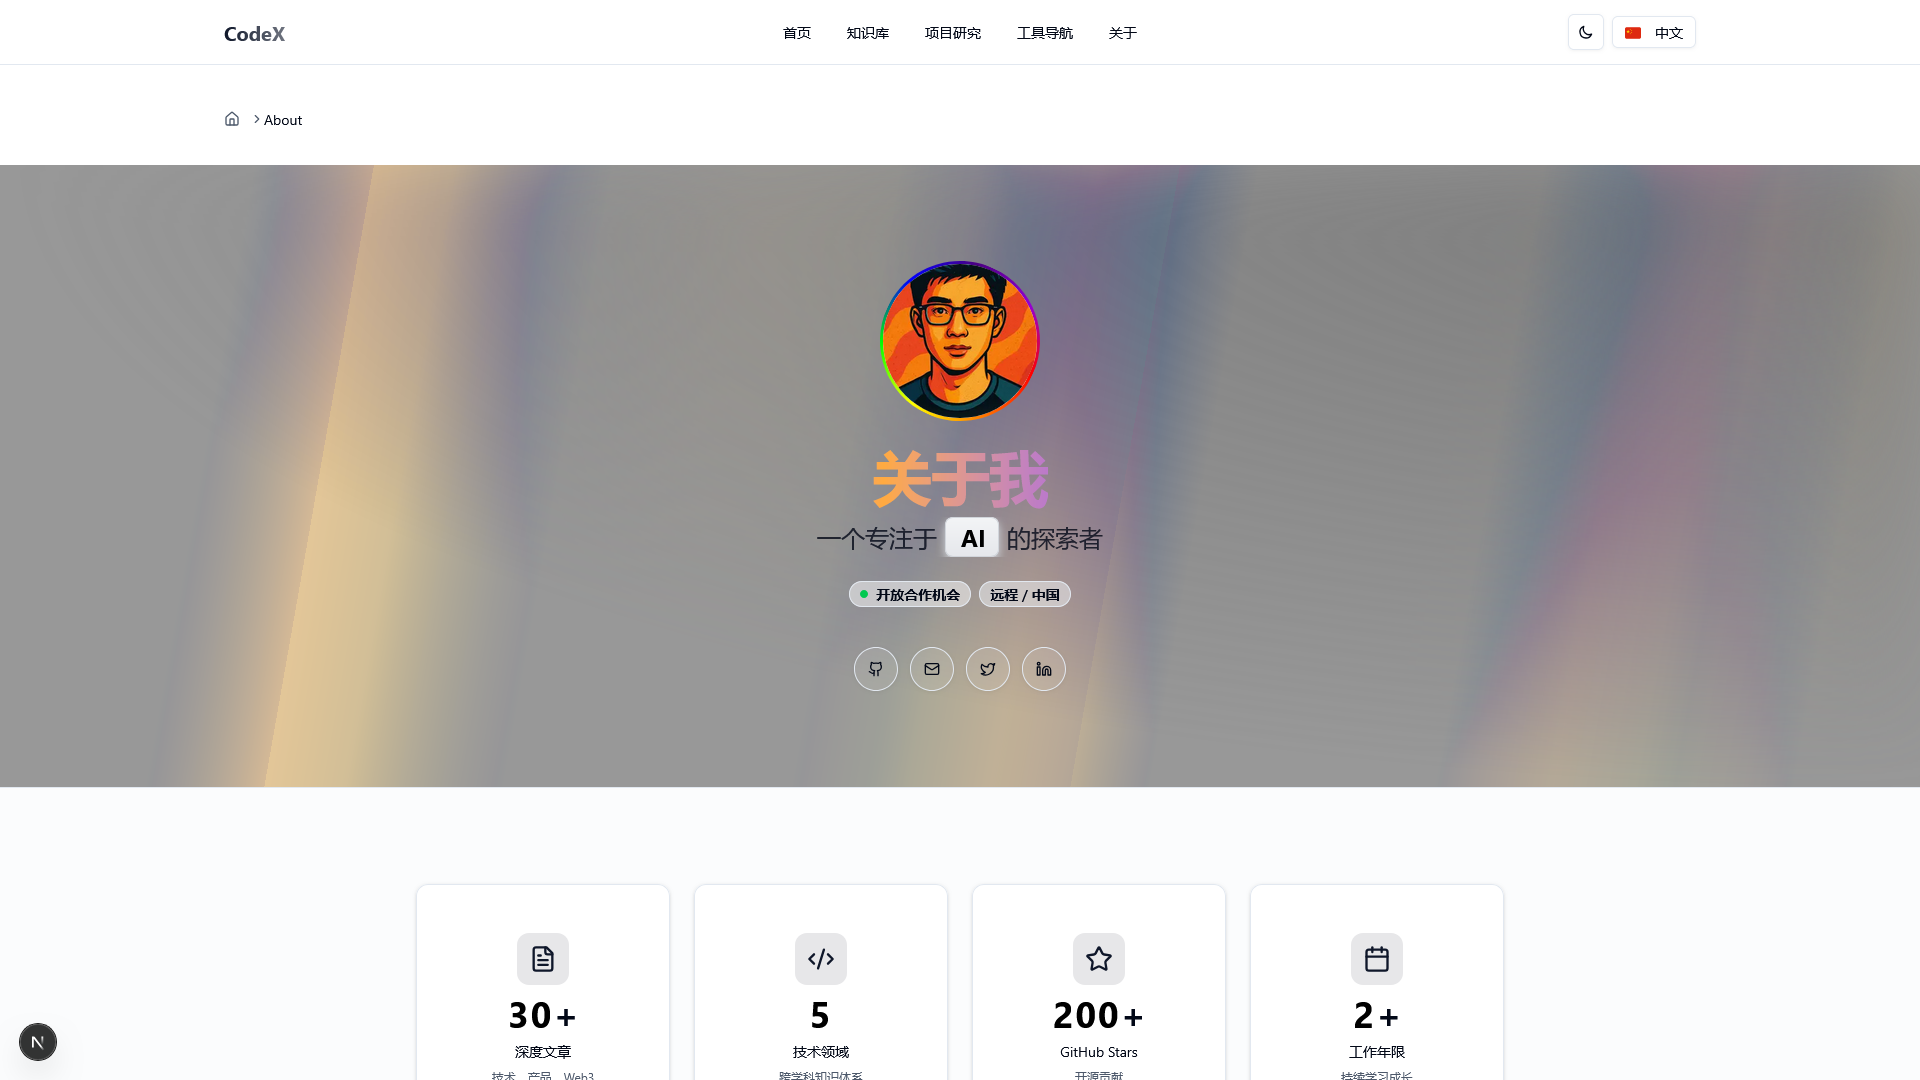 CodeX
首页 知识库 项目研究 工具导航 关于
中文
About
关于我
一个专注于 AI 的探索者
开放合作机会 远程 / 中国
30+
深度文章
技术、产品、Web3
5
技术领域
跨学科知识体系
200+
GitHub Stars
开源贡献
2+
工作年限
持续学习成长
N